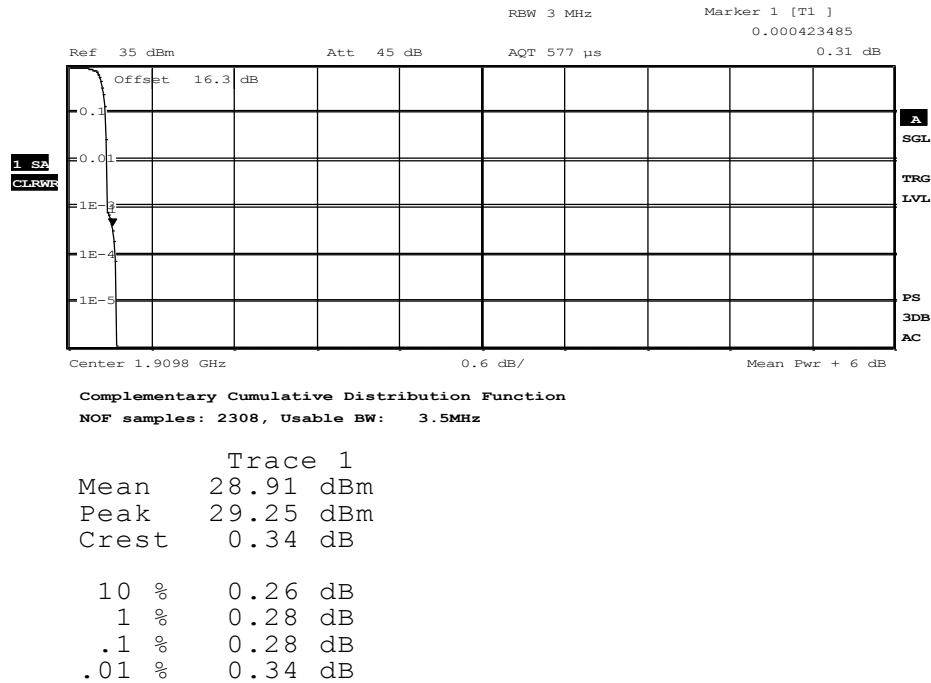 RBW 3 MHz Marker 1 [T1 ]
0.000423485
Ref 35 dBm Att 45 dB AQT 577 µs 0.31 dB
Offset 16.3 dB
0.1
A
SGL
0.01
1 SA
CLRWR
TRG
LVL
1E-3
1
1E-4
1E-5
PS
3DB
AC
Center 1.9098 GHz 0.6 dB/ Mean Pwr + 6 dB
Complementary Cumulative Distribution Function
NOF samples: 2308, Usable BW: 3.5MHz
Trace 1
Mean 28.91 dBm
Peak 29.25 dBm
Crest 0.34 dB
10 % 0.26 dB
1 % 0.28 dB
.1 % 0.28 dB
.01 % 0.34 dB